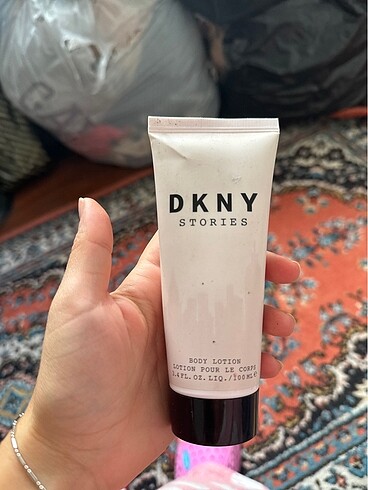 DKNY
STORIES
BODY LOTION
LOTION POUR LE CORPS
3.4 FL. OZ. LIQ./100 ML ℮